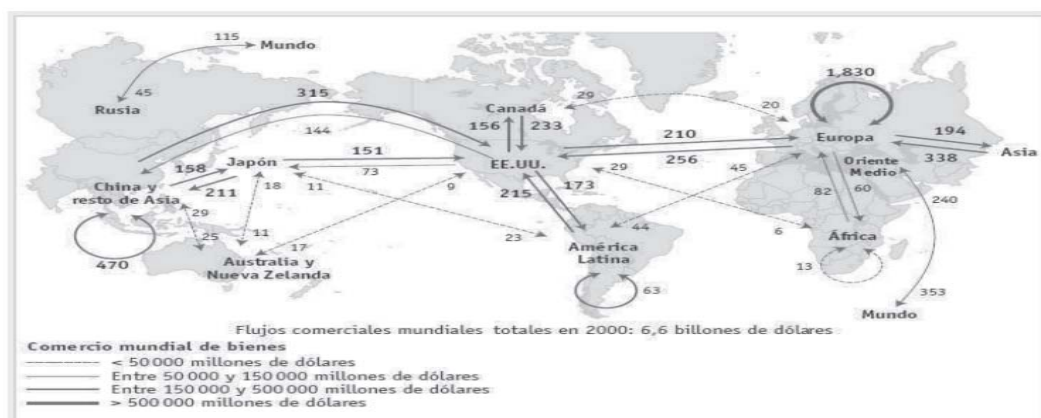 115
Mundo
45
Rusia
315
144
Canadá
29
20
1,830
156
233
210
Europa
194
158
Japón
151
EE.UU.
256
338
Asia
China y
resto de Asia
211
18
73
11
9
215
173
29
45
Oriente
Medio
82
60
240
29
25
11
17
23
44
6
África
470
Australia y
Nueva Zelanda
América
Latina
13
63
353
Mundo
Flujos comerciales mundiales totales en 2000: 6,6 billones de dólares
Comercio mundial de bienes
< 50 000 millones de dólares
Entre 50 000 y 150 000 millones de dólares
Entre 150 000 y 500 000 millones de dólares
> 500 000 millones de dólares